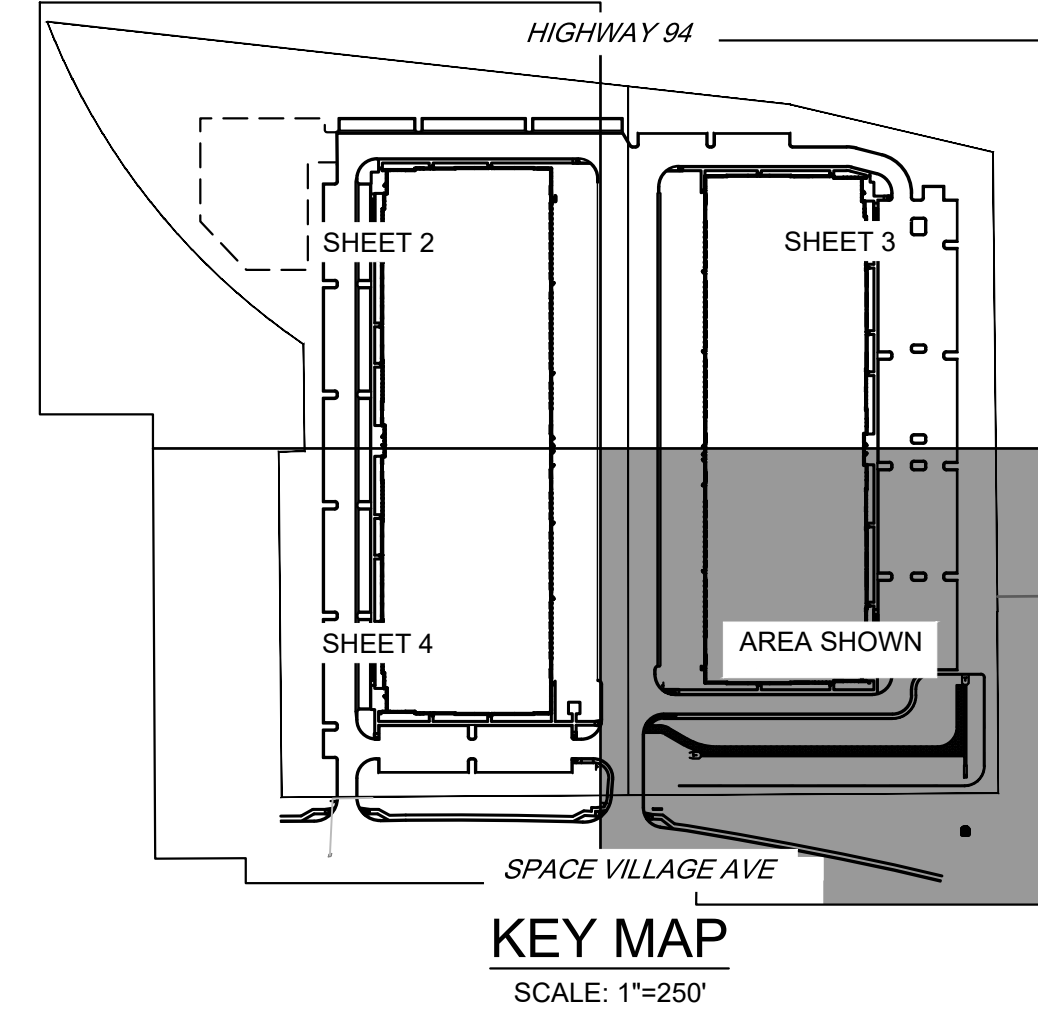 HIGHWAY 94
SHEET 2
SHEET 3
SHEET 4
AREA SHOWN
SPACE VILLAGE AVE
KEY MAP
SCALE: 1"=250'